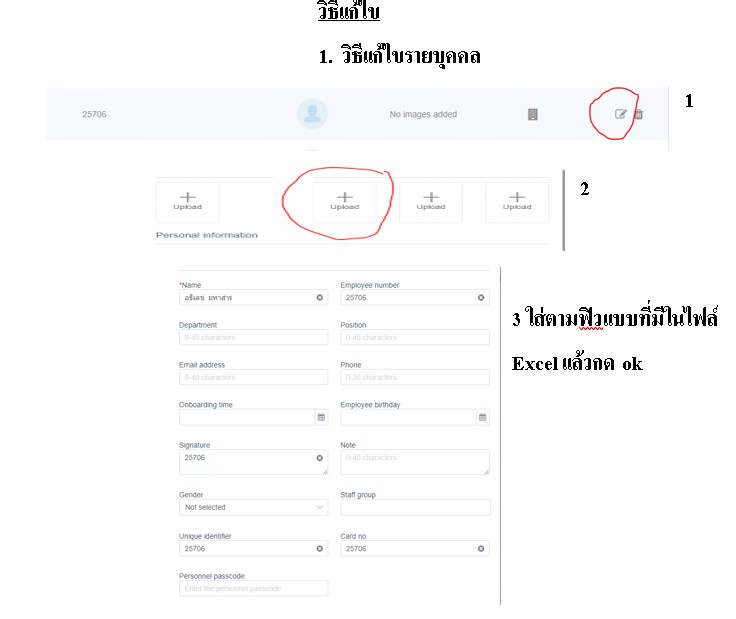 วิธีแก้ไข
1. วิธีแก้ไขรายบุคคล
25706 No images added
1
Upload Upload Upload Upload
2
Personal information
*Name Employee number
อธิเดช มหาสาร 25706
Department Position
0-40 characters 0-40 characters
Email address Phone
0-40 characters 0-20 characters
Onboarding time Employee birthday
Signature Note
25706 0-40 characters
Gender Staff group
Not selected
Unique identifier Card no.
25706 25706
Personnel passcode
Enter the personnel passcode
3 ใส่ตามฟิวแบบที่มีในไฟล์
Excel แล้วกด ok